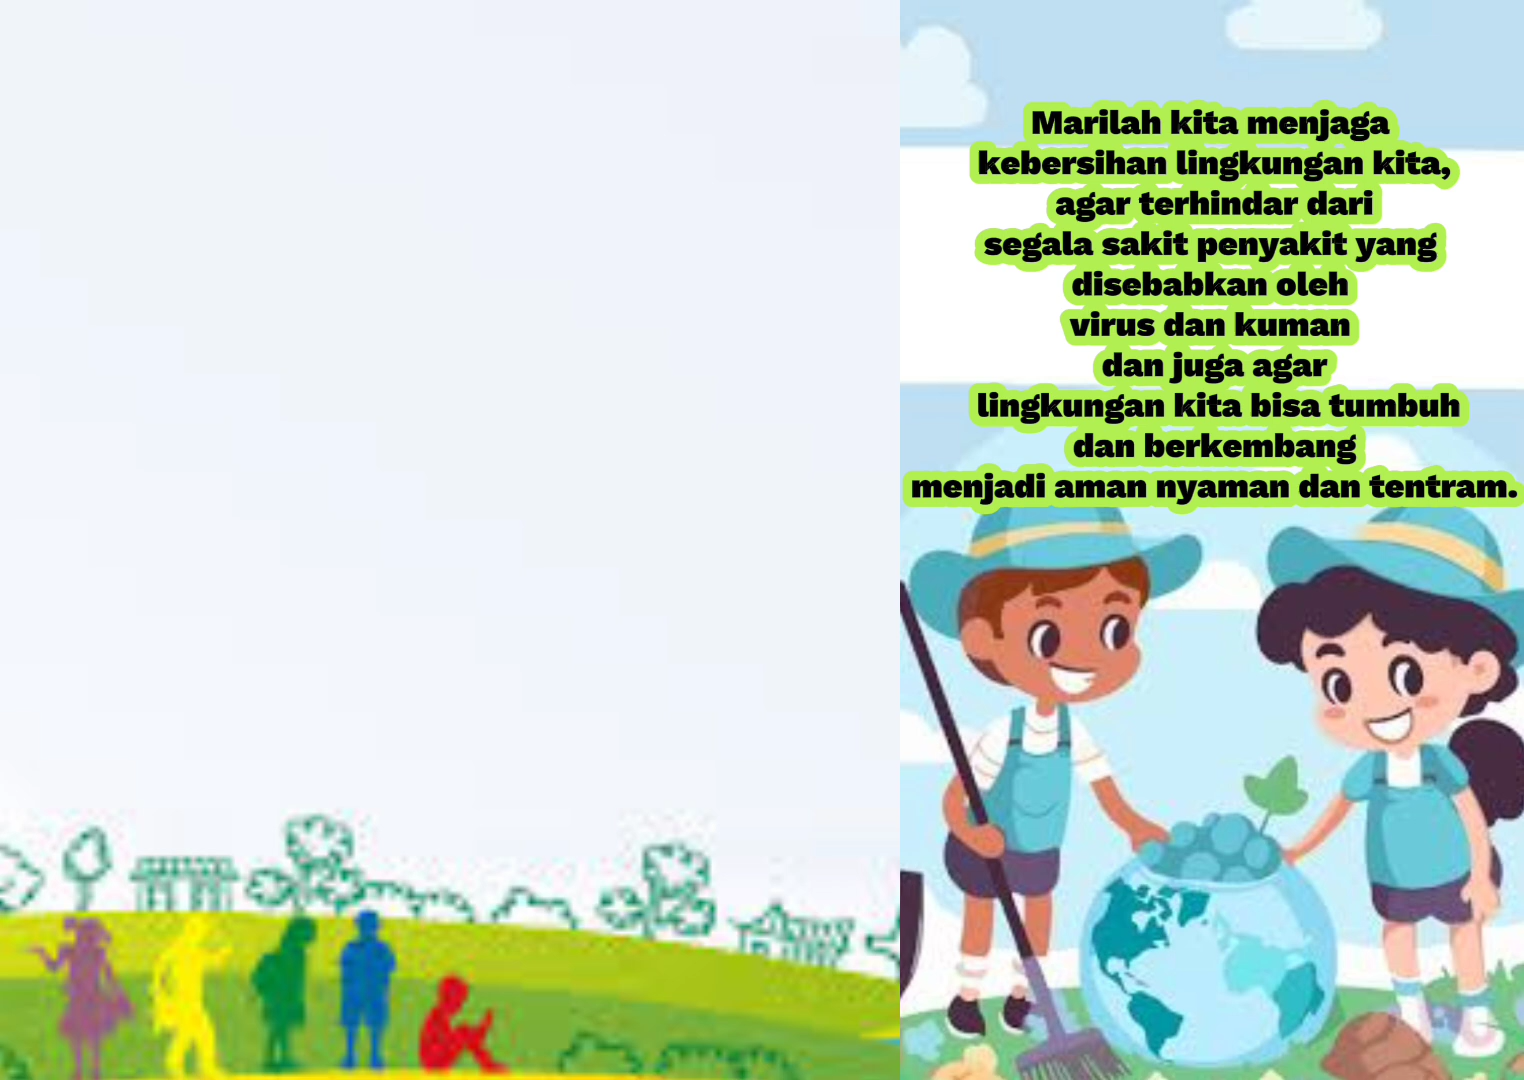 Marilah kita menjaga
kebersihan lingkungan kita,
agar terhindar dari
segala sakit penyakit yang
disebabkan oleh
virus dan kuman
dan juga agar
lingkungan kita bisa tumbuh
dan berkembang
menjadi aman nyaman dan tentram.